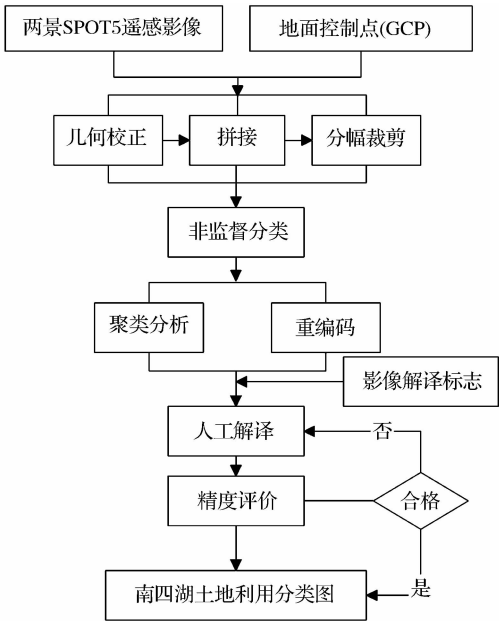 两景SPOT5遥感影像
地面控制点(GCP)
几何校正
拼接
分幅裁剪
非监督分类
聚类分析
重编码
影像解译标志
人工解译
否
精度评价
合格
是
南四湖土地利用分类图